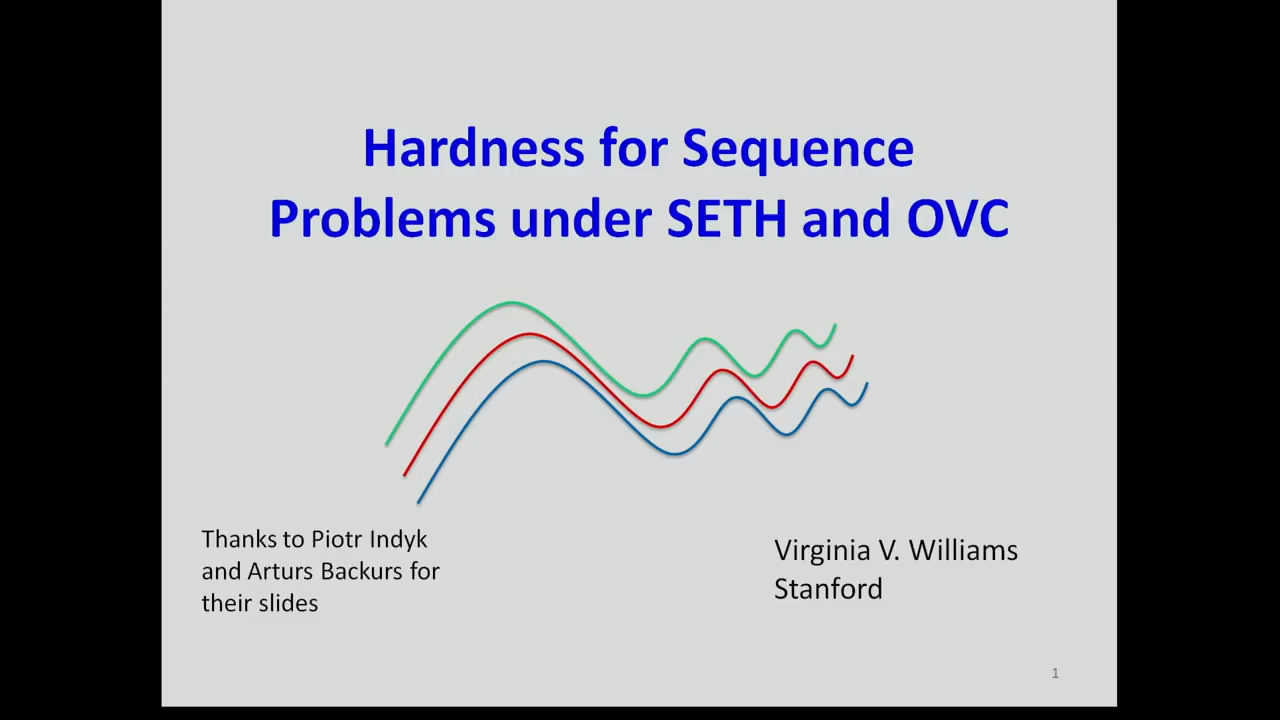 Hardness for Sequence
Problems under SETH and OVC
Thanks to Piotr Indyk
and Arturs Backurs for
their slides
Virginia V. Williams
Stanford
1